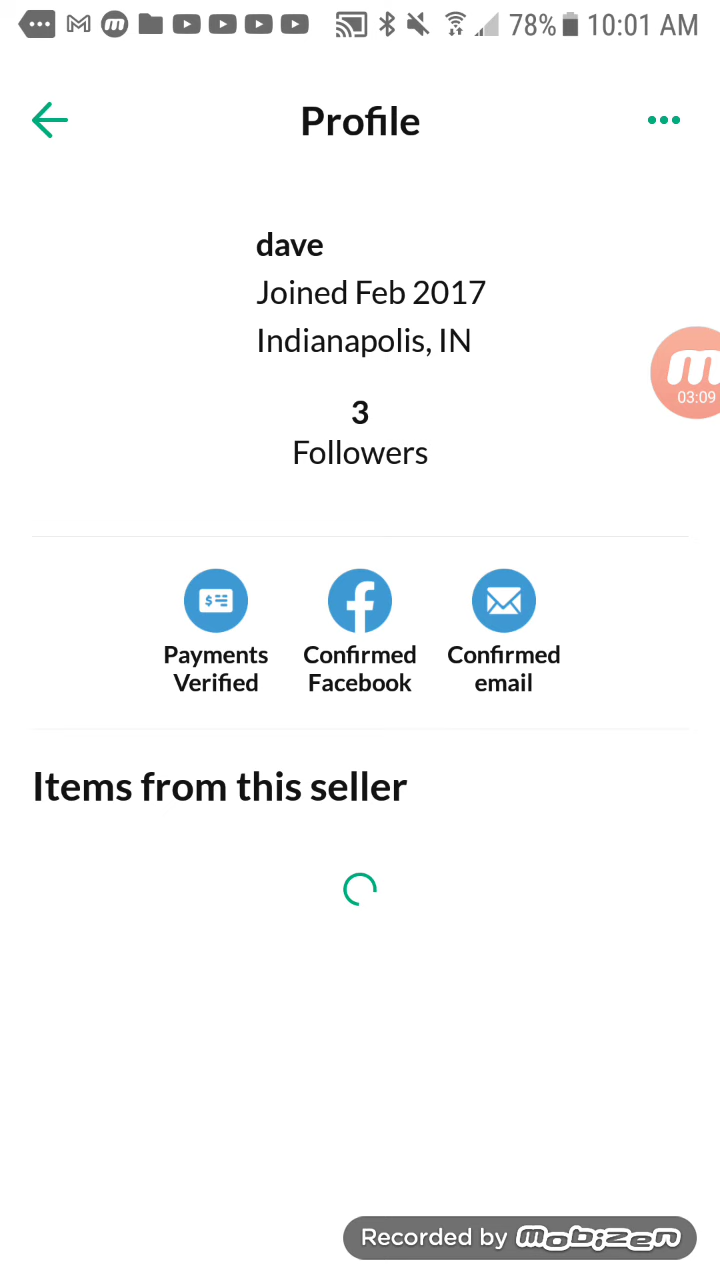 78% 10:01 AM
Profile
dave
Joined Feb 2017
Indianapolis, IN
m
03:09
3
Followers
Payments Verified
Confirmed Facebook
Confirmed email
Items from this seller
Recorded by mobizen